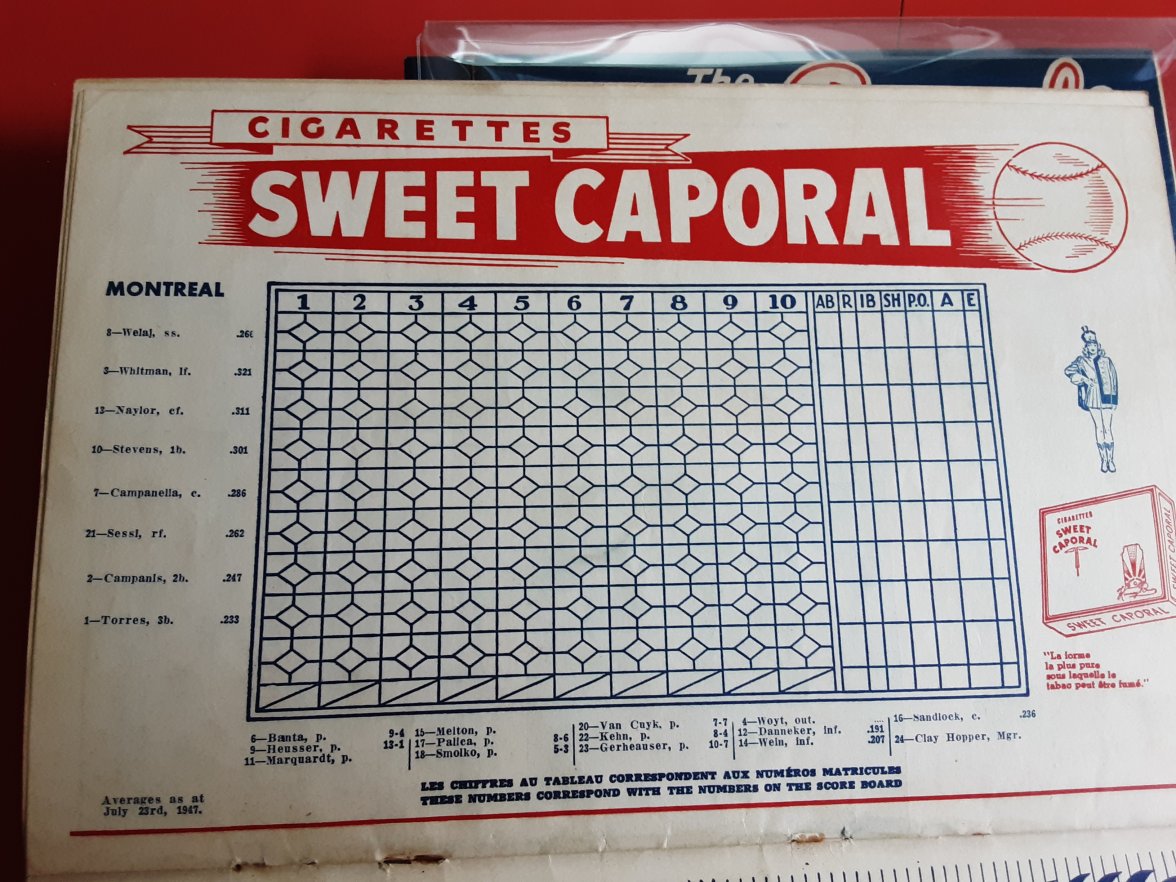 The
CIGARETTES
SWEET CAPORAL
MONTREAL
1 2 3 4 5 6 7 8 9 10 AB R IB SH P.O. A E
8—Welaj, ss. .266
3—Whitman, lf. .321
13—Naylor, cf. .311
10—Stevens, 1b. .301
7—Campanella, c. .286
21—Sessi, rf. .262
2—Campanis, 2b. .247
1—Torres, 3b. .233
CIGARETTES
SWEET
CAPORAL
SWEET CAPORAL
SWEET CAPORAL
"La forme
la plus pure
sous laquelle le
tabac peut être fumé."
6—Banta, p. 9-4
9—Heusser, p. 13-1
11—Marquardt, p.
15—Melton, p.
17—Palica, p. 8-6
18—Smolko, p. 5-3
20—Van Cuyk, p. 7-7
22—Kehn, p. 8-4
23—Gerheauser, p. 10-7
4—Woyt, out. ....
12—Danneker, inf. .191
14—Wein, inf. .207
16—Sandlock, c. .236
24—Clay Hopper, Mgr.
LES CHIFFRES AU TABLEAU CORRESPONDENT AUX NUMÉROS MATRICULES
THESE NUMBERS CORRESPOND WITH THE NUMBERS ON THE SCORE BOARD
Averages as at
July 23rd, 1947.